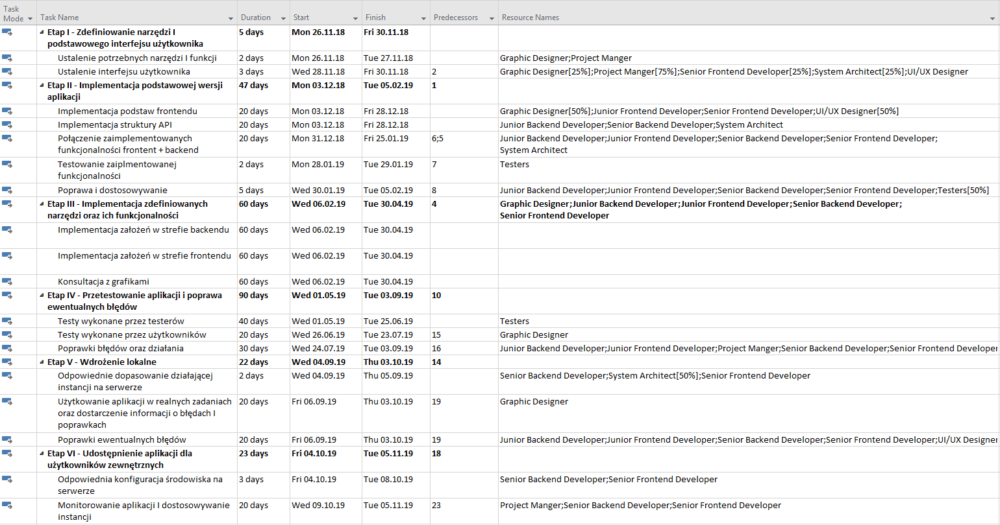 Task Mode Task Name Duration Start Finish Predecessors Resource Names
Etap I - Zdefiniowanie narzędzi I 5 days Mon 26.11.18 Fri 30.11.18
podstawowego interfejsu użytkownika
Ustalenie potrzebnych narzędzi I funkcji 2 days Mon 26.11.18 Tue 27.11.18 Graphic Designer;Project Manger
Ustalenie interfejsu użytkownika 3 days Wed 28.11.18 Fri 30.11.18 2 Graphic Designer[25%];Project Manger[75%];Senior Frontend Developer[25%];System Architect[25%];UI/UX Designer
Etap II - Implementacja podstawowej wersji 47 days Mon 03.12.18 Tue 05.02.19 1
aplikacji
Implementacja podstaw frontendu 20 days Mon 03.12.18 Fri 28.12.18 Graphic Designer[50%];Junior Frontend Developer;Senior Frontend Developer;UI/UX Designer[50%]
Implementacja struktury API 20 days Mon 03.12.18 Fri 28.12.18 Junior Backend Developer;Senior Backend Developer;System Architect
Połączenie zaimplementowanych 20 days Mon 31.12.18 Fri 25.01.19 6;5 Junior Backend Developer;Junior Frontend Developer;Senior Backend Developer;Senior Frontend Developer;
funkcjonalności frontent + backend System Architect
Testowanie zaiplmentowanej 2 days Mon 28.01.19 Tue 29.01.19 7 Testers
funkcjonalności
Poprawa i dostosowywanie 5 days Wed 30.01.19 Tue 05.02.19 8 Junior Backend Developer;Junior Frontend Developer;Senior Backend Developer;Senior Frontend Developer;Testers[50%]
Etap III - Implementacja zdefiniowanych 60 days Wed 06.02.19 Tue 30.04.19 4 Graphic Designer;Junior Backend Developer;Junior Frontend Developer;Senior Backend Developer;
narzędzi oraz ich funkcjonalności Senior Frontend Developer
Implementacja założeń w strefie backendu 60 days Wed 06.02.19 Tue 30.04.19
Implementacja założeń w strefie frontendu 60 days Wed 06.02.19 Tue 30.04.19
Konsultacja z grafikami 60 days Wed 06.02.19 Tue 30.04.19
Etap IV - Przetestowanie aplikacji i poprawa 90 days Wed 01.05.19 Tue 03.09.19 10
ewentualnych błędów
Testy wykonane przez testerów 40 days Wed 01.05.19 Tue 25.06.19 Testers
Testy wykonane przez użytkowników 20 days Wed 26.06.19 Tue 23.07.19 15 Graphic Designer
Poprawki błędów oraz działania 30 days Wed 24.07.19 Tue 03.09.19 16 Junior Backend Developer;Junior Frontend Developer;Project Manger;Senior Backend Developer;Senior Frontend Developer
Etap V - Wdrożenie lokalne 22 days Wed 04.09.19 Thu 03.10.19 14
Odpowiednie dopasowanie działającej 2 days Wed 04.09.19 Thu 05.09.19 Senior Backend Developer;System Architect[50%];Senior Frontend Developer
instancji na serwerze
Użytkowanie aplikacji w realnych zadaniach 20 days Fri 06.09.19 Thu 03.10.19 19 Graphic Designer
oraz dostarczenie informacji o błędach I
poprawkach
Poprawki ewentualnych błędów 20 days Fri 06.09.19 Thu 03.10.19 19 Junior Backend Developer;Junior Frontend Developer;Senior Backend Developer;Senior Frontend Developer;UI/UX Designer
Etap VI - Udostępnienie aplikacji dla 23 days Fri 04.10.19 Tue 05.11.19 18
użytkowników zewnętrznych
Odpowiednia konfiguracja środowiska na 3 days Fri 04.10.19 Tue 08.10.19 Senior Backend Developer;Senior Frontend Developer
serwerze
Monitorowanie aplikacji I dostosowywanie 20 days Wed 09.10.19 Tue 05.11.19 23 Project Manger;Senior Backend Developer;Senior Frontend Developer
instancji